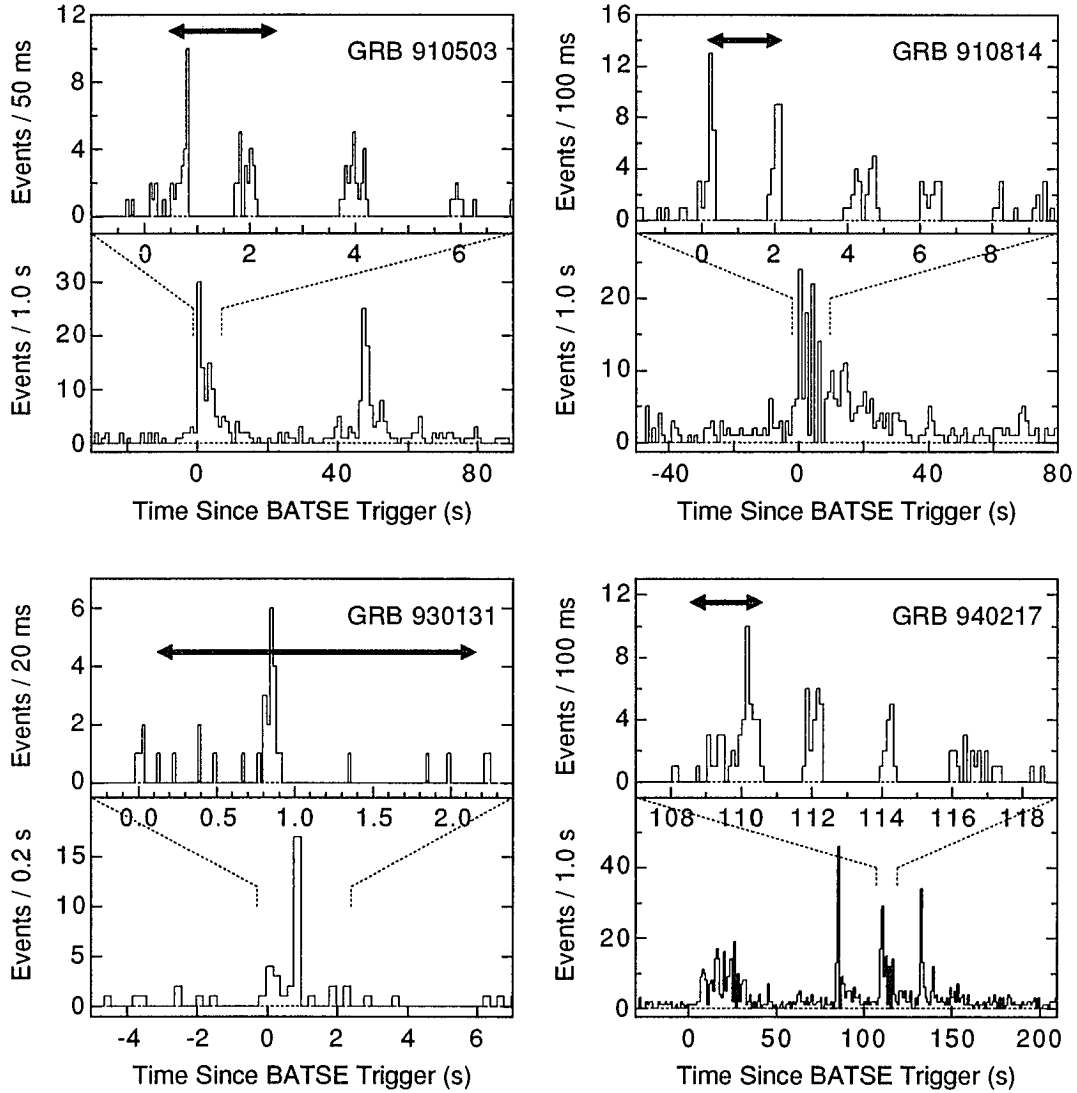 12
8
4
0
Events / 50 ms
GRB 910503
0 2 4 6
30
20
10
0
Events / 1.0 s
0 40 80
Time Since BATSE Trigger (s)
16
12
8
4
0
Events / 100 ms
GRB 910814
0 2 4 6 8
20
10
0
Events / 1.0 s
-40 0 40 80
Time Since BATSE Trigger (s)
6
4
2
0
Events / 20 ms
GRB 930131
0.0 0.5 1.0 1.5 2.0
15
10
5
0
Events / 0.2 s
-4 -2 0 2 4 6
Time Since BATSE Trigger (s)
12
8
4
0
Events / 100 ms
GRB 940217
108 110 112 114 116 118
40
20
0
Events / 1.0 s
0 50 100 150 200
Time Since BATSE Trigger (s)